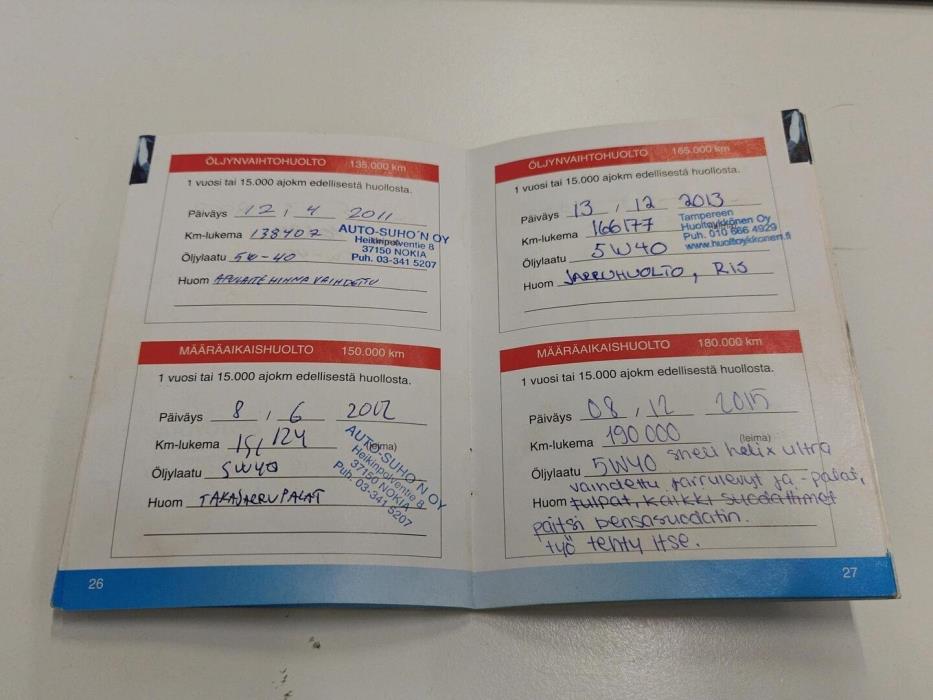 ÖLJYNVAIHTOHUOLTO 135.000 km
1 vuosi tai 15.000 ajokm edellisestä huollosta.
Päiväys 12 / 4 2011
Km-lukema 138407
Öljylaatu 5W-40
Huom APULAITEHIHNA VAIHDETTU
AUTO-SUHO'N OY
Heikinpolventie 8
37150 NOKIA
Puh. 03-341 5207
MÄÄRÄAIKAISHUOLTO 150.000 km
1 vuosi tai 15.000 ajokm edellisestä huollosta.
Päiväys 8 / 6 2012
Km-lukema 151 124 (leima)
Öljylaatu 5W40
Huom TAKAJARRUPALAT
AUTO-SUHO'N OY
Heikinpolventie 8
37150 NOKIA
Puh. 03-341 5207
26
ÖLJYNVAIHTOHUOLTO 165.000 km
1 vuosi tai 15.000 ajokm edellisestä huollosta.
Päiväys 13 / 12 2013
Km-lukema 166177
Öljylaatu 5W40
Huom JARRUHUOLTO, RIS
Tampereen
Huoltoykkönen Oy
Puh. 010 666 4929
www.huoltoykkonen.fi
MÄÄRÄAIKAISHUOLTO 180.000 km
1 vuosi tai 15.000 ajokm edellisestä huollosta.
Päiväys 08 / 12 2015
Km-lukema 190 000 (leima)
Öljylaatu 5W40 shell helix ultra
vaihdettu jarrulevyt ja -palat,
Huom tulpat, kaikki suodattimet
paitsi bensasuodatin.
työ tehty itse.
27